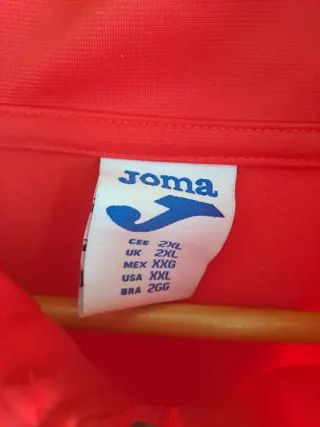 Joma
CEE 2XL
UK 2XL
MEX XXG
USA XXL
BRA 2GG